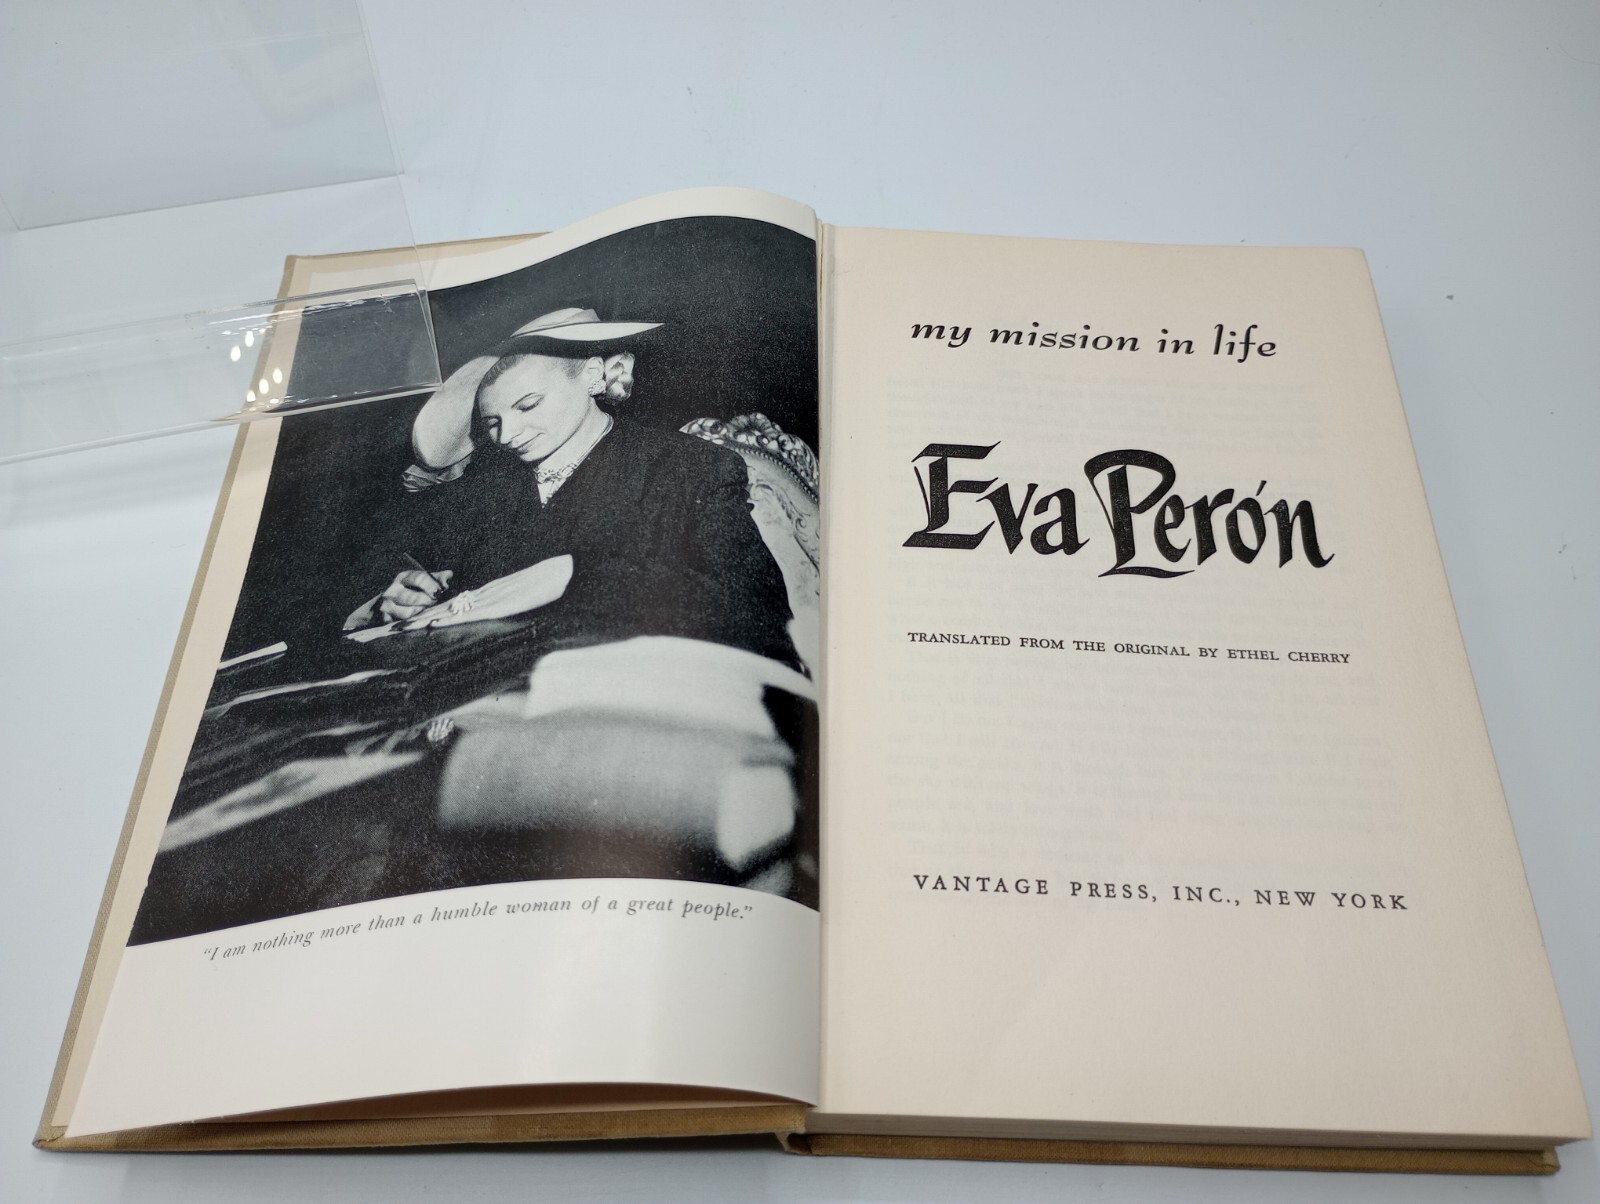 "I am nothing more than a humble woman of a great people."
my mission in life
Eva Perón
TRANSLATED FROM THE ORIGINAL BY ETHEL CHERRY
VANTAGE PRESS, INC., NEW YORK